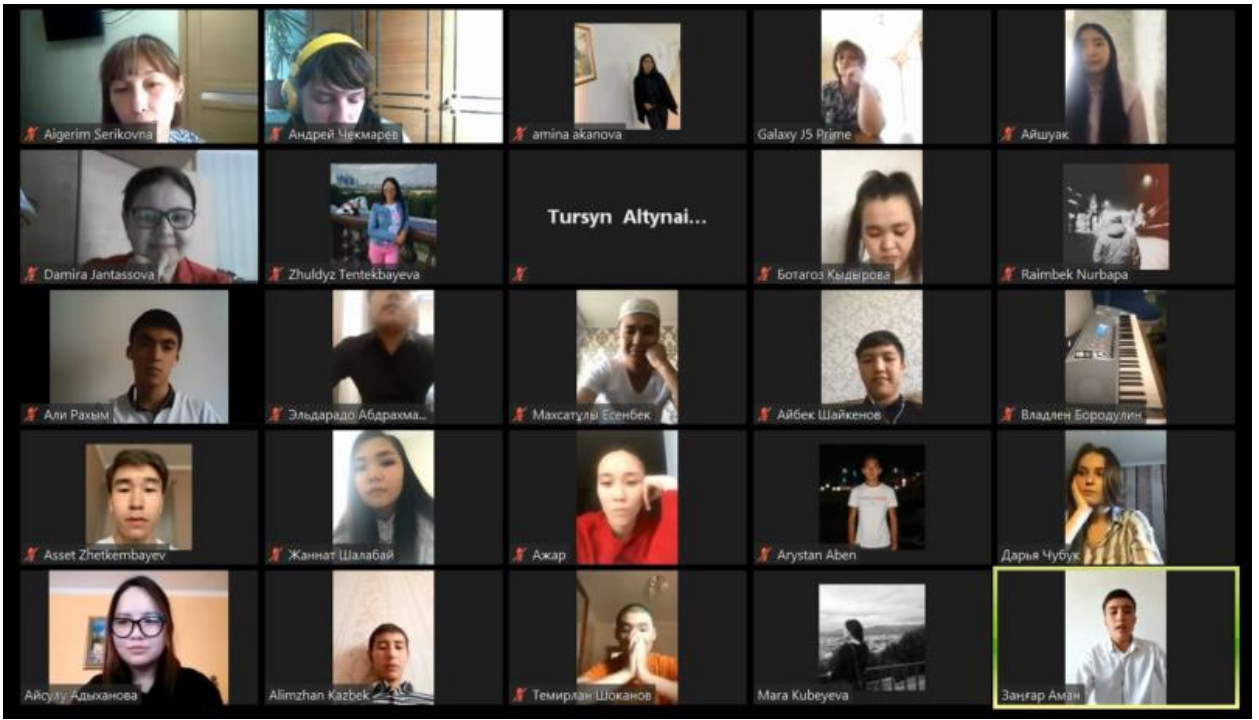 Aigerim Serikovna
Андрей Чекмарев
amina akanova
Galaxy J5 Prime
Айшуак
Damira Jantassova
Zhuldyz Tentekbayeva
Tursyn Altynai...
Ботагоз Кыдырова
Raimbek Nurbapa
Али Рахым
Эльдарадо Абдрахма...
Махсатұлы Есенбек
Айбек Шайкенов
Владлен Бородулин
Asset Zhetkembayev
Жаннат Шалабай
Ажар
Arystan Aben
Дарья Чубук
Айсулу Адыханова
Alimzhan Kazbek
Темирлан Шоканов
Mara Kubeyeva
Заңғар Аман